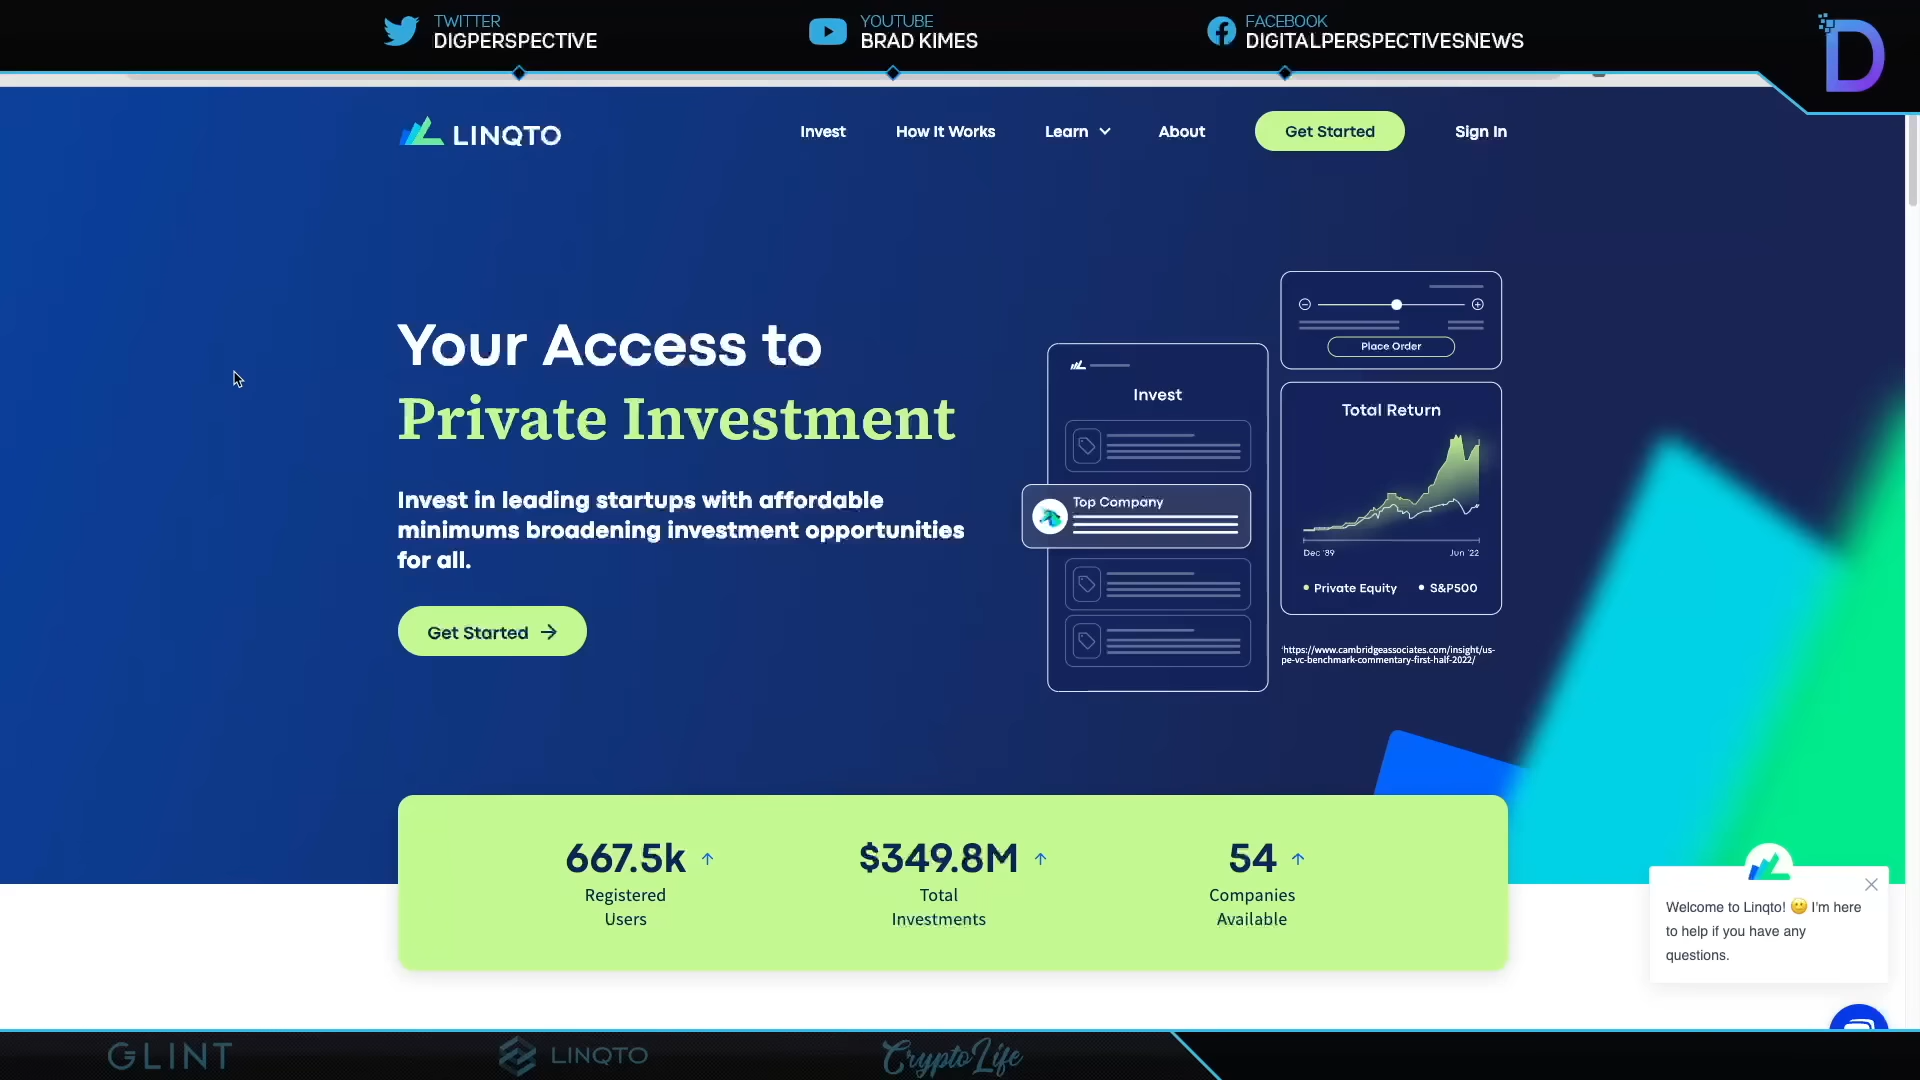 TWITTER
DIGPERSPECTIVE
YOUTUBE
BRAD KIMES
FACEBOOK
DIGITALPERSPECTIVESNEWS
D
LINQTO
Invest
How It Works
Learn
About
Get Started
Sign In
Your Access to
Private Investment
Invest in leading startups with affordable
minimums broadening investment opportunities
for all.
Get Started
Invest
Top Company
Place Order
Total Return
Dec '89
Jun '22
Private Equity
S&P500
¹https://www.cambridgeassociates.com/insight/us-
pe-vc-benchmark-commentary-first-half-2022/
667.5k
Registered
Users
$349.8M
Total
Investments
54
Companies
Available
Welcome to Linqto! 🙂 I'm here
to help if you have any
questions.
GLINT
LINQTO
CryptoLife